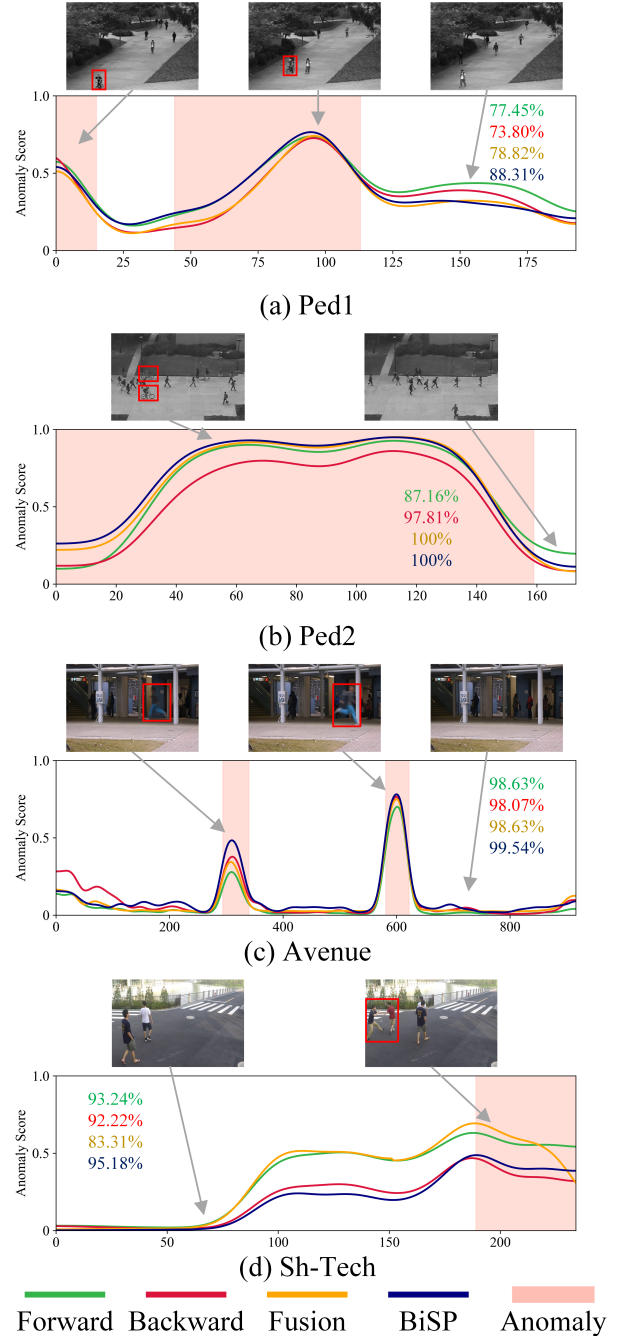 1.0
77.45%
73.80%
78.82%
88.31%
Anomaly Score
0.5
0
0 25 50 75 100 125 150 175
(a) Ped1
1.0
Anomaly Score
0.5
87.16%
97.81%
100%
100%
0
0 20 40 60 80 100 120 140 160
(b) Ped2
1.0
98.63%
98.07%
98.63%
99.54%
Anomaly Score
0.5
0
0 200 400 600 800
(c) Avenue
1.0
93.24%
92.22%
83.31%
95.18%
Anomaly Score
0.5
0
0 50 100 150 200
(d) Sh-Tech
Forward Backward Fusion BiSP Anomaly